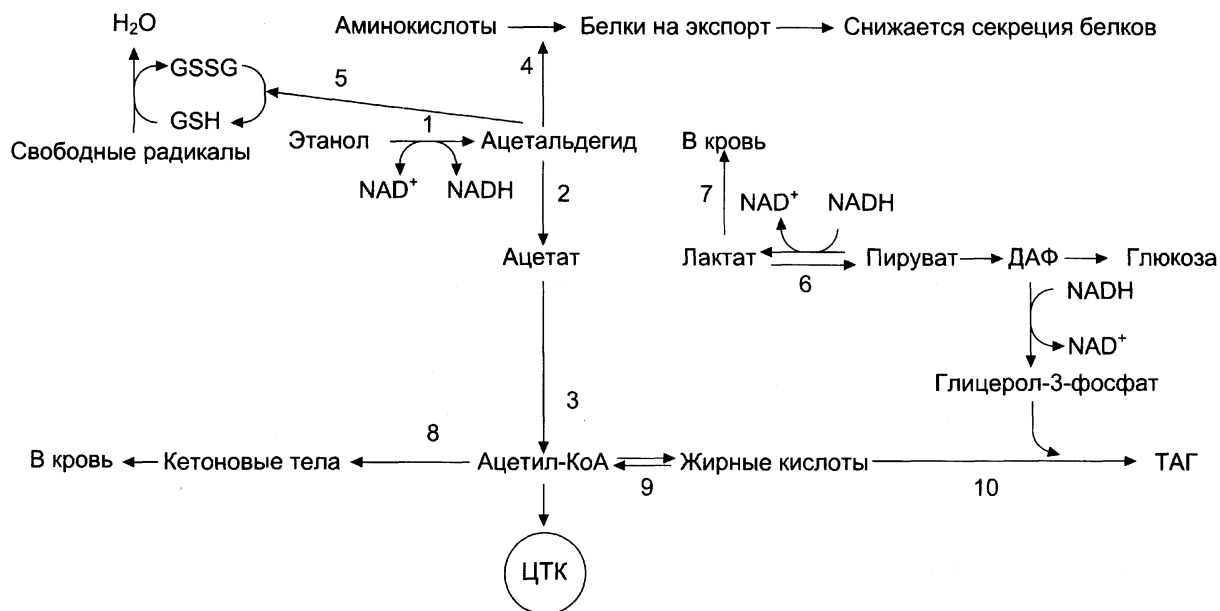 H₂O
Аминокислоты Белки на экспорт Снижается секреция белков
GSSG 5 4
GSH
Этанол 1 Ацетальдегид В кровь
Свободные радикалы
NAD⁺ NADH 2 7 NAD⁺ NADH
Ацетат Лактат Пируват ДАФ Глюкоза
6
NADH
NAD⁺
Глицерол-3-фосфат
3
8
В кровь Кетоновые тела Ацетил-КоА Жирные кислоты ТАГ
9 10
ЦТК